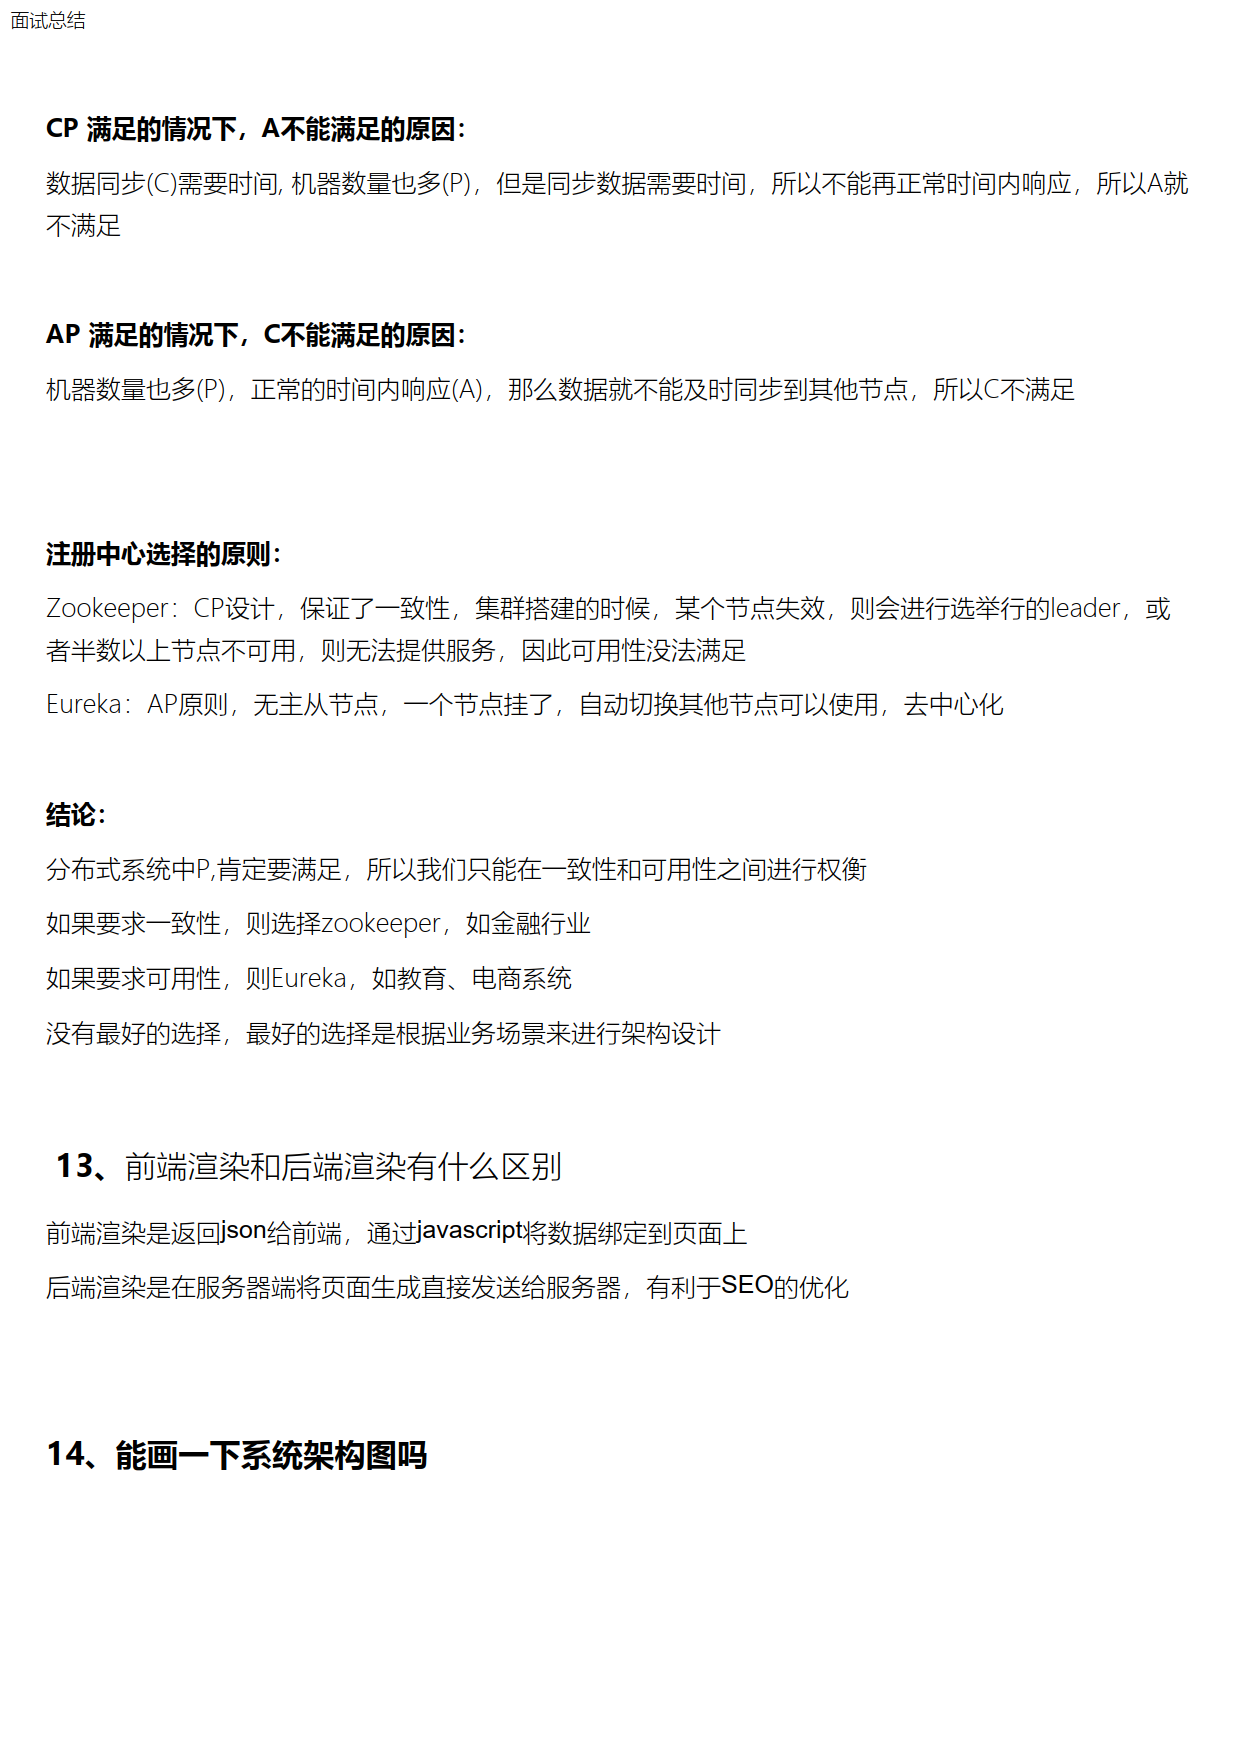 面试总结
CP 满足的情况下，A不能满足的原因：
数据同步(C)需要时间, 机器数量也多(P)，但是同步数据需要时间，所以不能再正常时间内响应，所以A就
不满足
AP 满足的情况下，C不能满足的原因：
机器数量也多(P)，正常的时间内响应(A)，那么数据就不能及时同步到其他节点，所以C不满足
注册中心选择的原则：
Zookeeper：CP设计，保证了一致性，集群搭建的时候，某个节点失效，则会进行选举行的leader，或
者半数以上节点不可用，则无法提供服务，因此可用性没法满足
Eureka：AP原则，无主从节点，一个节点挂了，自动切换其他节点可以使用，去中心化
结论：
分布式系统中P,肯定要满足，所以我们只能在一致性和可用性之间进行权衡
如果要求一致性，则选择zookeeper，如金融行业
如果要求可用性，则Eureka，如教育、电商系统
没有最好的选择，最好的选择是根据业务场景来进行架构设计
13、前端渲染和后端渲染有什么区别
前端渲染是返回json给前端，通过javascript将数据绑定到页面上
后端渲染是在服务器端将页面生成直接发送给服务器，有利于SEO的优化
14、能画一下系统架构图吗